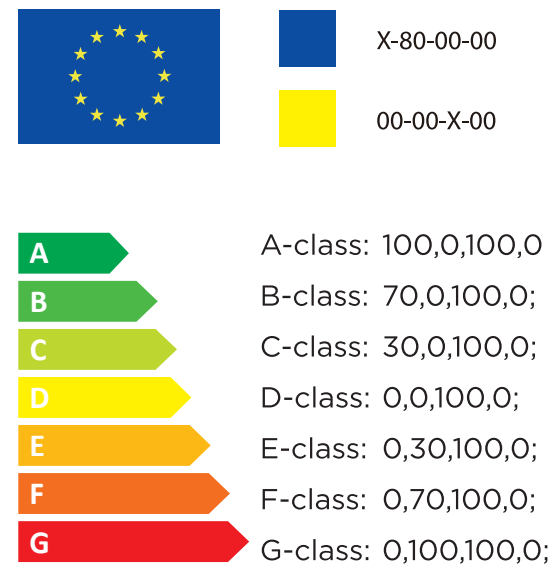 X-80-00-00
00-00-X-00
A A-class: 100,0,100,0
B B-class: 70,0,100,0;
C C-class: 30,0,100,0;
D D-class: 0,0,100,0;
E E-class: 0,30,100,0;
F F-class: 0,70,100,0;
G G-class: 0,100,100,0;